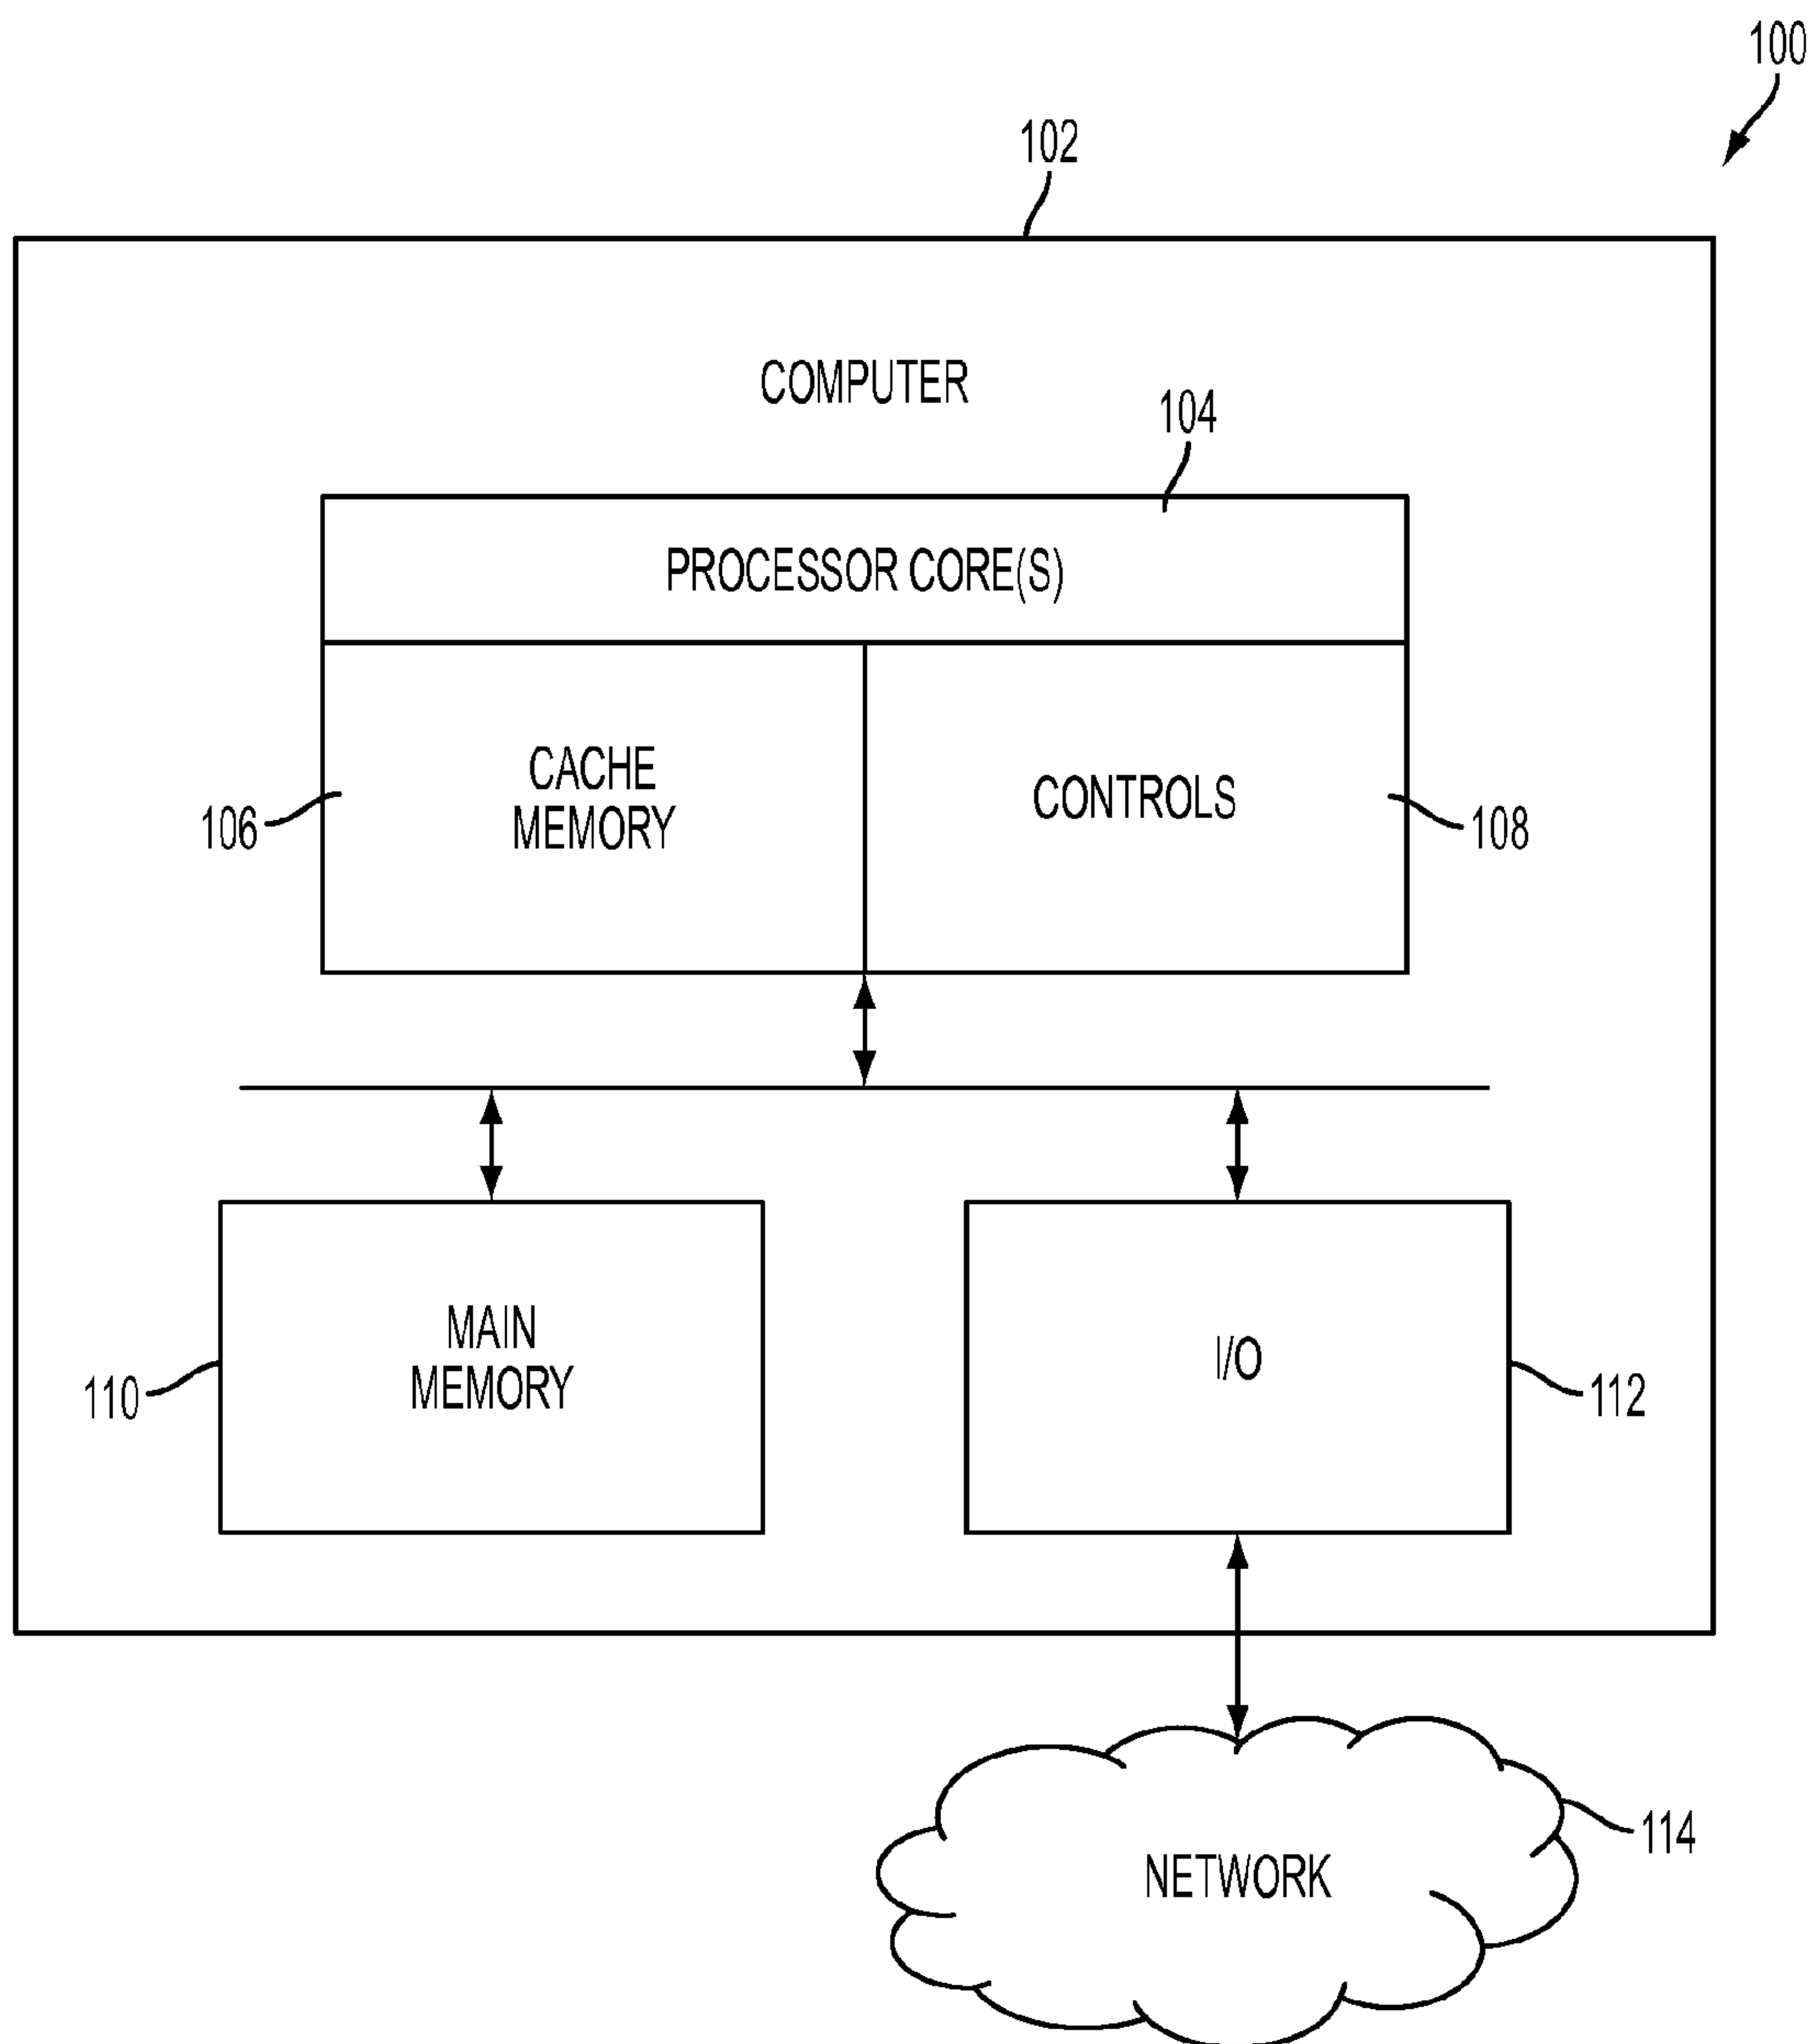 100
102
COMPUTER
104
PROCESSOR CORE(S)
CACHE
MEMORY
CONTROLS
106
108
MAIN
MEMORY
I/O
110
112
114
NETWORK